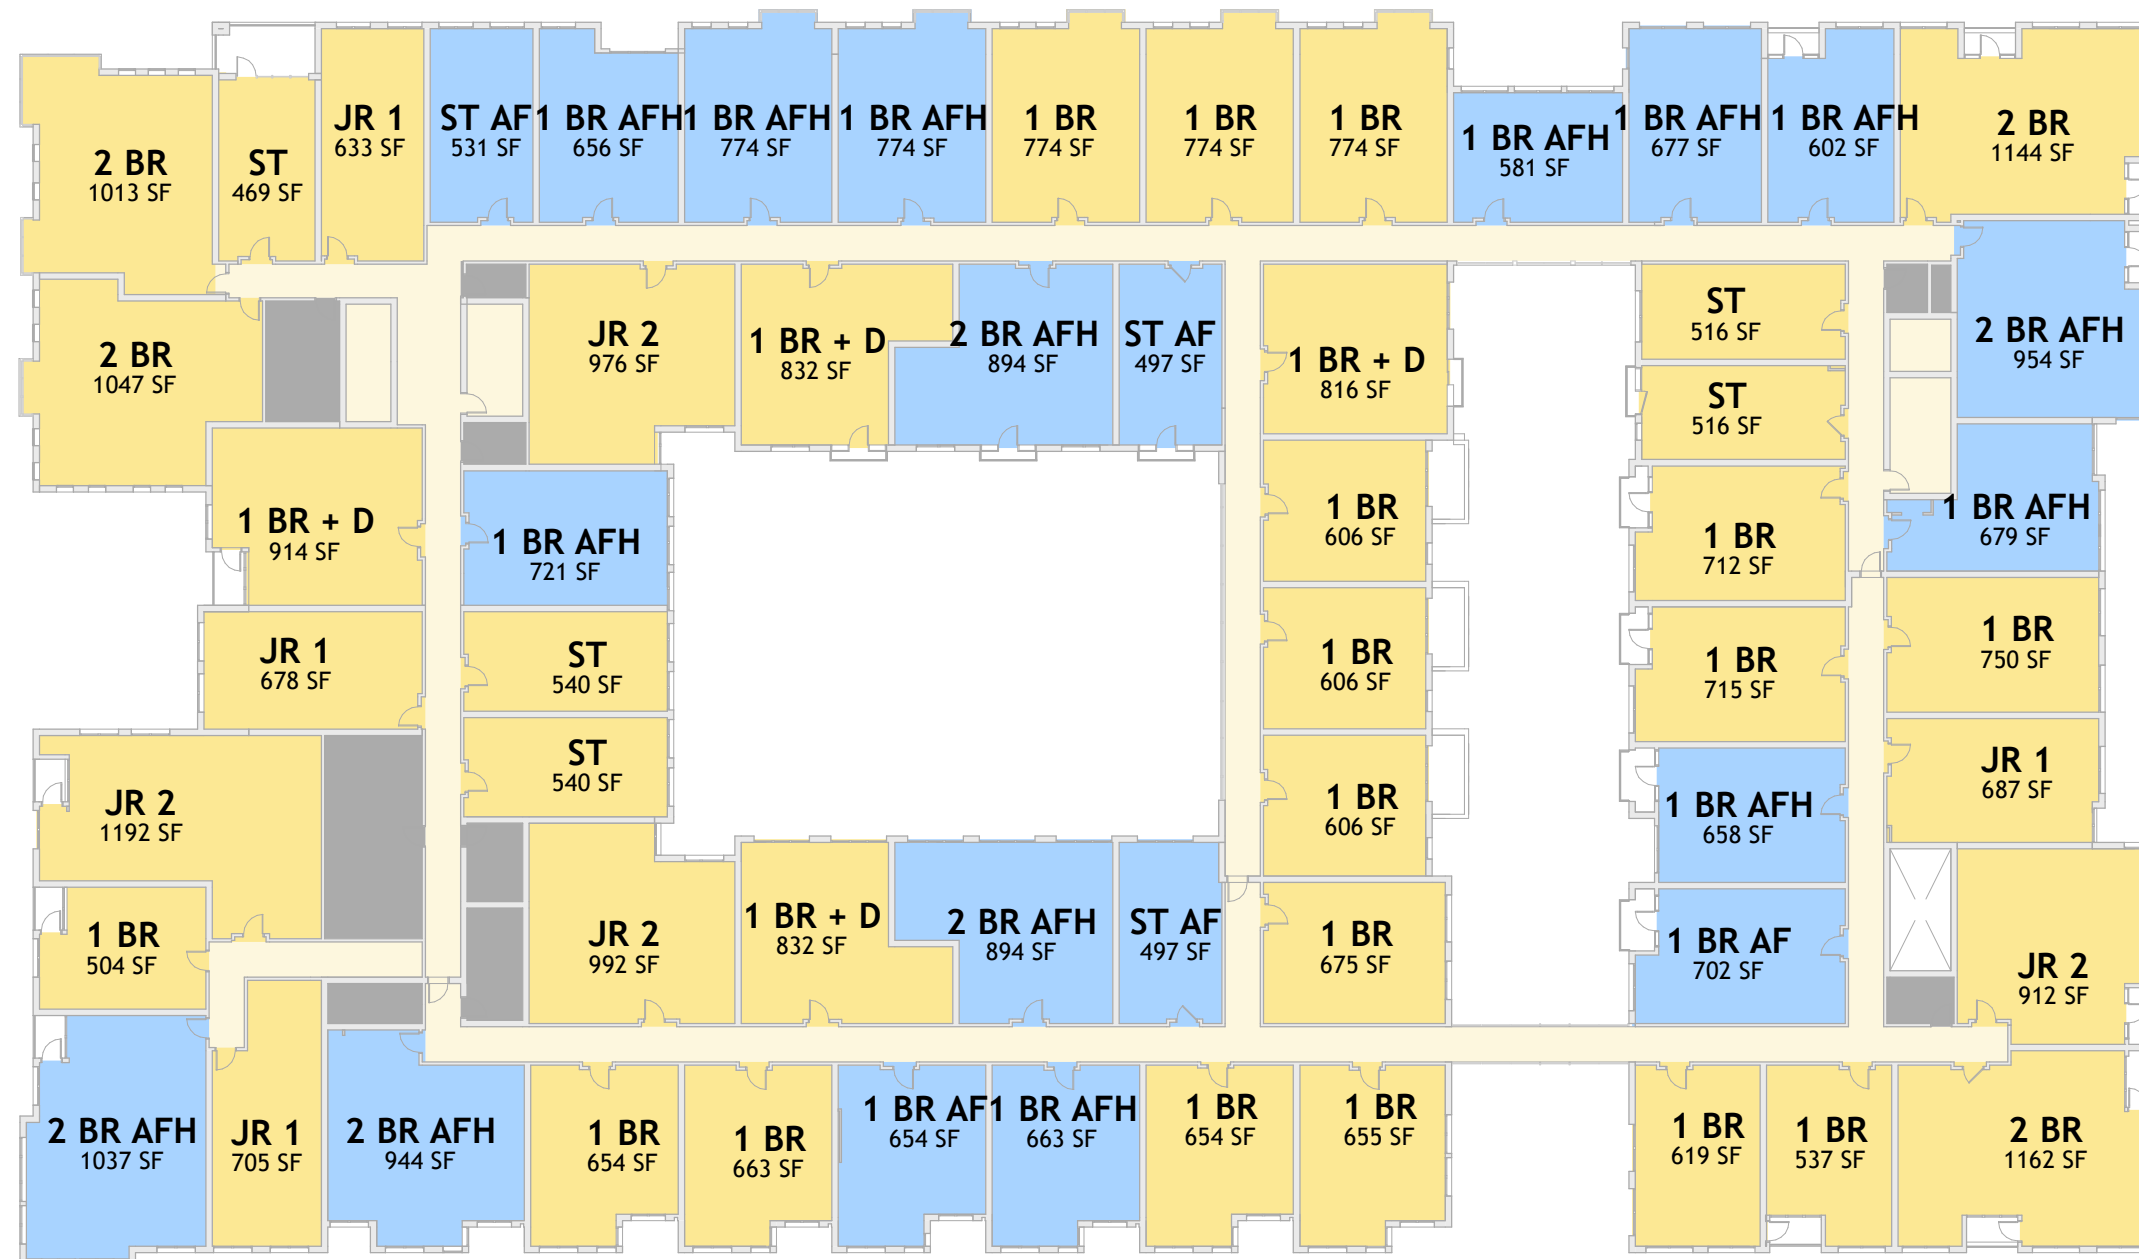 2 BR
1013 SF
ST
469 SF
JR 1
633 SF
ST AF
531 SF
1 BR AFH
656 SF
1 BR AFH
774 SF
1 BR AFH
774 SF
1 BR
774 SF
1 BR
774 SF
1 BR
774 SF
1 BR AFH
581 SF
1 BR AFH
677 SF
1 BR AFH
602 SF
2 BR
1144 SF
2 BR
1047 SF
JR 2
976 SF
1 BR + D
832 SF
2 BR AFH
894 SF
ST AF
497 SF
1 BR + D
816 SF
ST
516 SF
2 BR AFH
954 SF
ST
516 SF
1 BR + D
914 SF
1 BR AFH
721 SF
1 BR
606 SF
1 BR
712 SF
1 BR AFH
679 SF
JR 1
678 SF
ST
540 SF
1 BR
606 SF
1 BR
715 SF
1 BR
750 SF
JR 2
1192 SF
ST
540 SF
1 BR
606 SF
1 BR AFH
658 SF
JR 1
687 SF
1 BR
504 SF
JR 2
992 SF
1 BR + D
832 SF
2 BR AFH
894 SF
ST AF
497 SF
1 BR
675 SF
1 BR AF
702 SF
JR 2
912 SF
2 BR AFH
1037 SF
JR 1
705 SF
2 BR AFH
944 SF
1 BR
654 SF
1 BR
663 SF
1 BR AF
654 SF
1 BR AFH
663 SF
1 BR
654 SF
1 BR
655 SF
1 BR
619 SF
1 BR
537 SF
2 BR
1162 SF